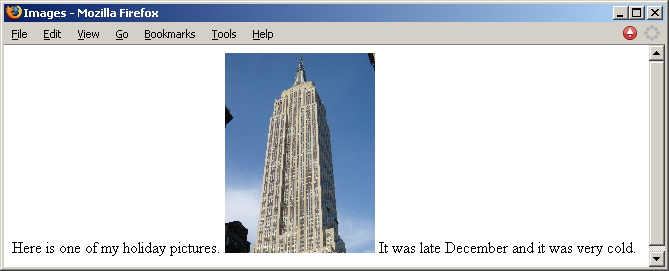 Images - Mozilla Firefox
File Edit View Go Bookmarks Tools Help
Here is one of my holiday pictures. It was late December and it was very cold.